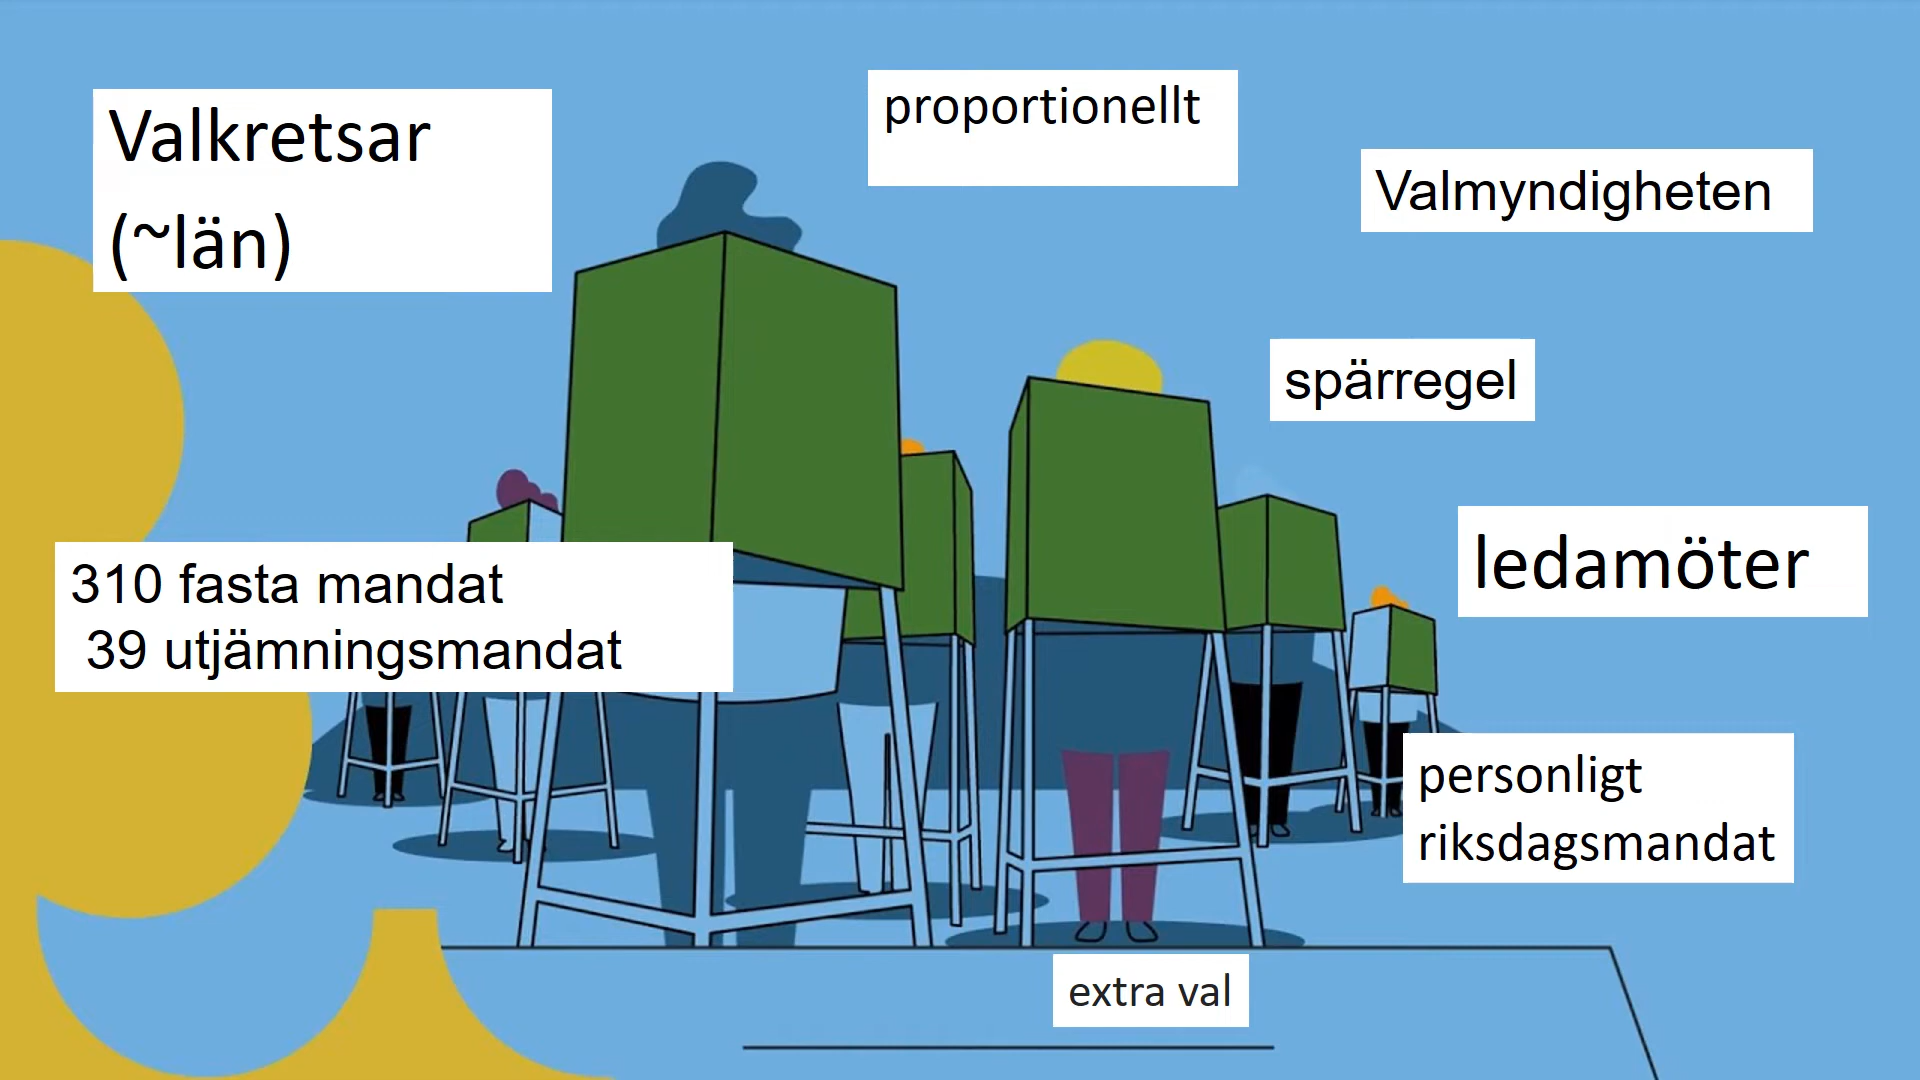 Valkretsar
(~län)
proportionellt
Valmyndigheten
spärregel
310 fasta mandat
39 utjämningsmandat
ledamöter
personligt
riksdagsmandat
extra val